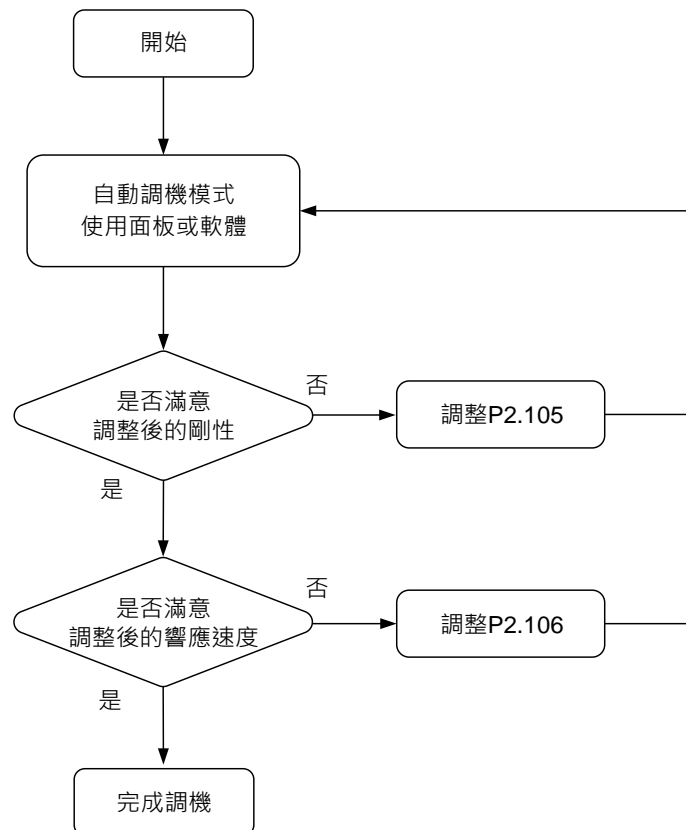 開始
自動調機模式
使用面板或軟體
是否滿意
調整後的剛性
否
調整P2.105
是
是否滿意
調整後的響應速度
否
調整P2.106
是
完成調機